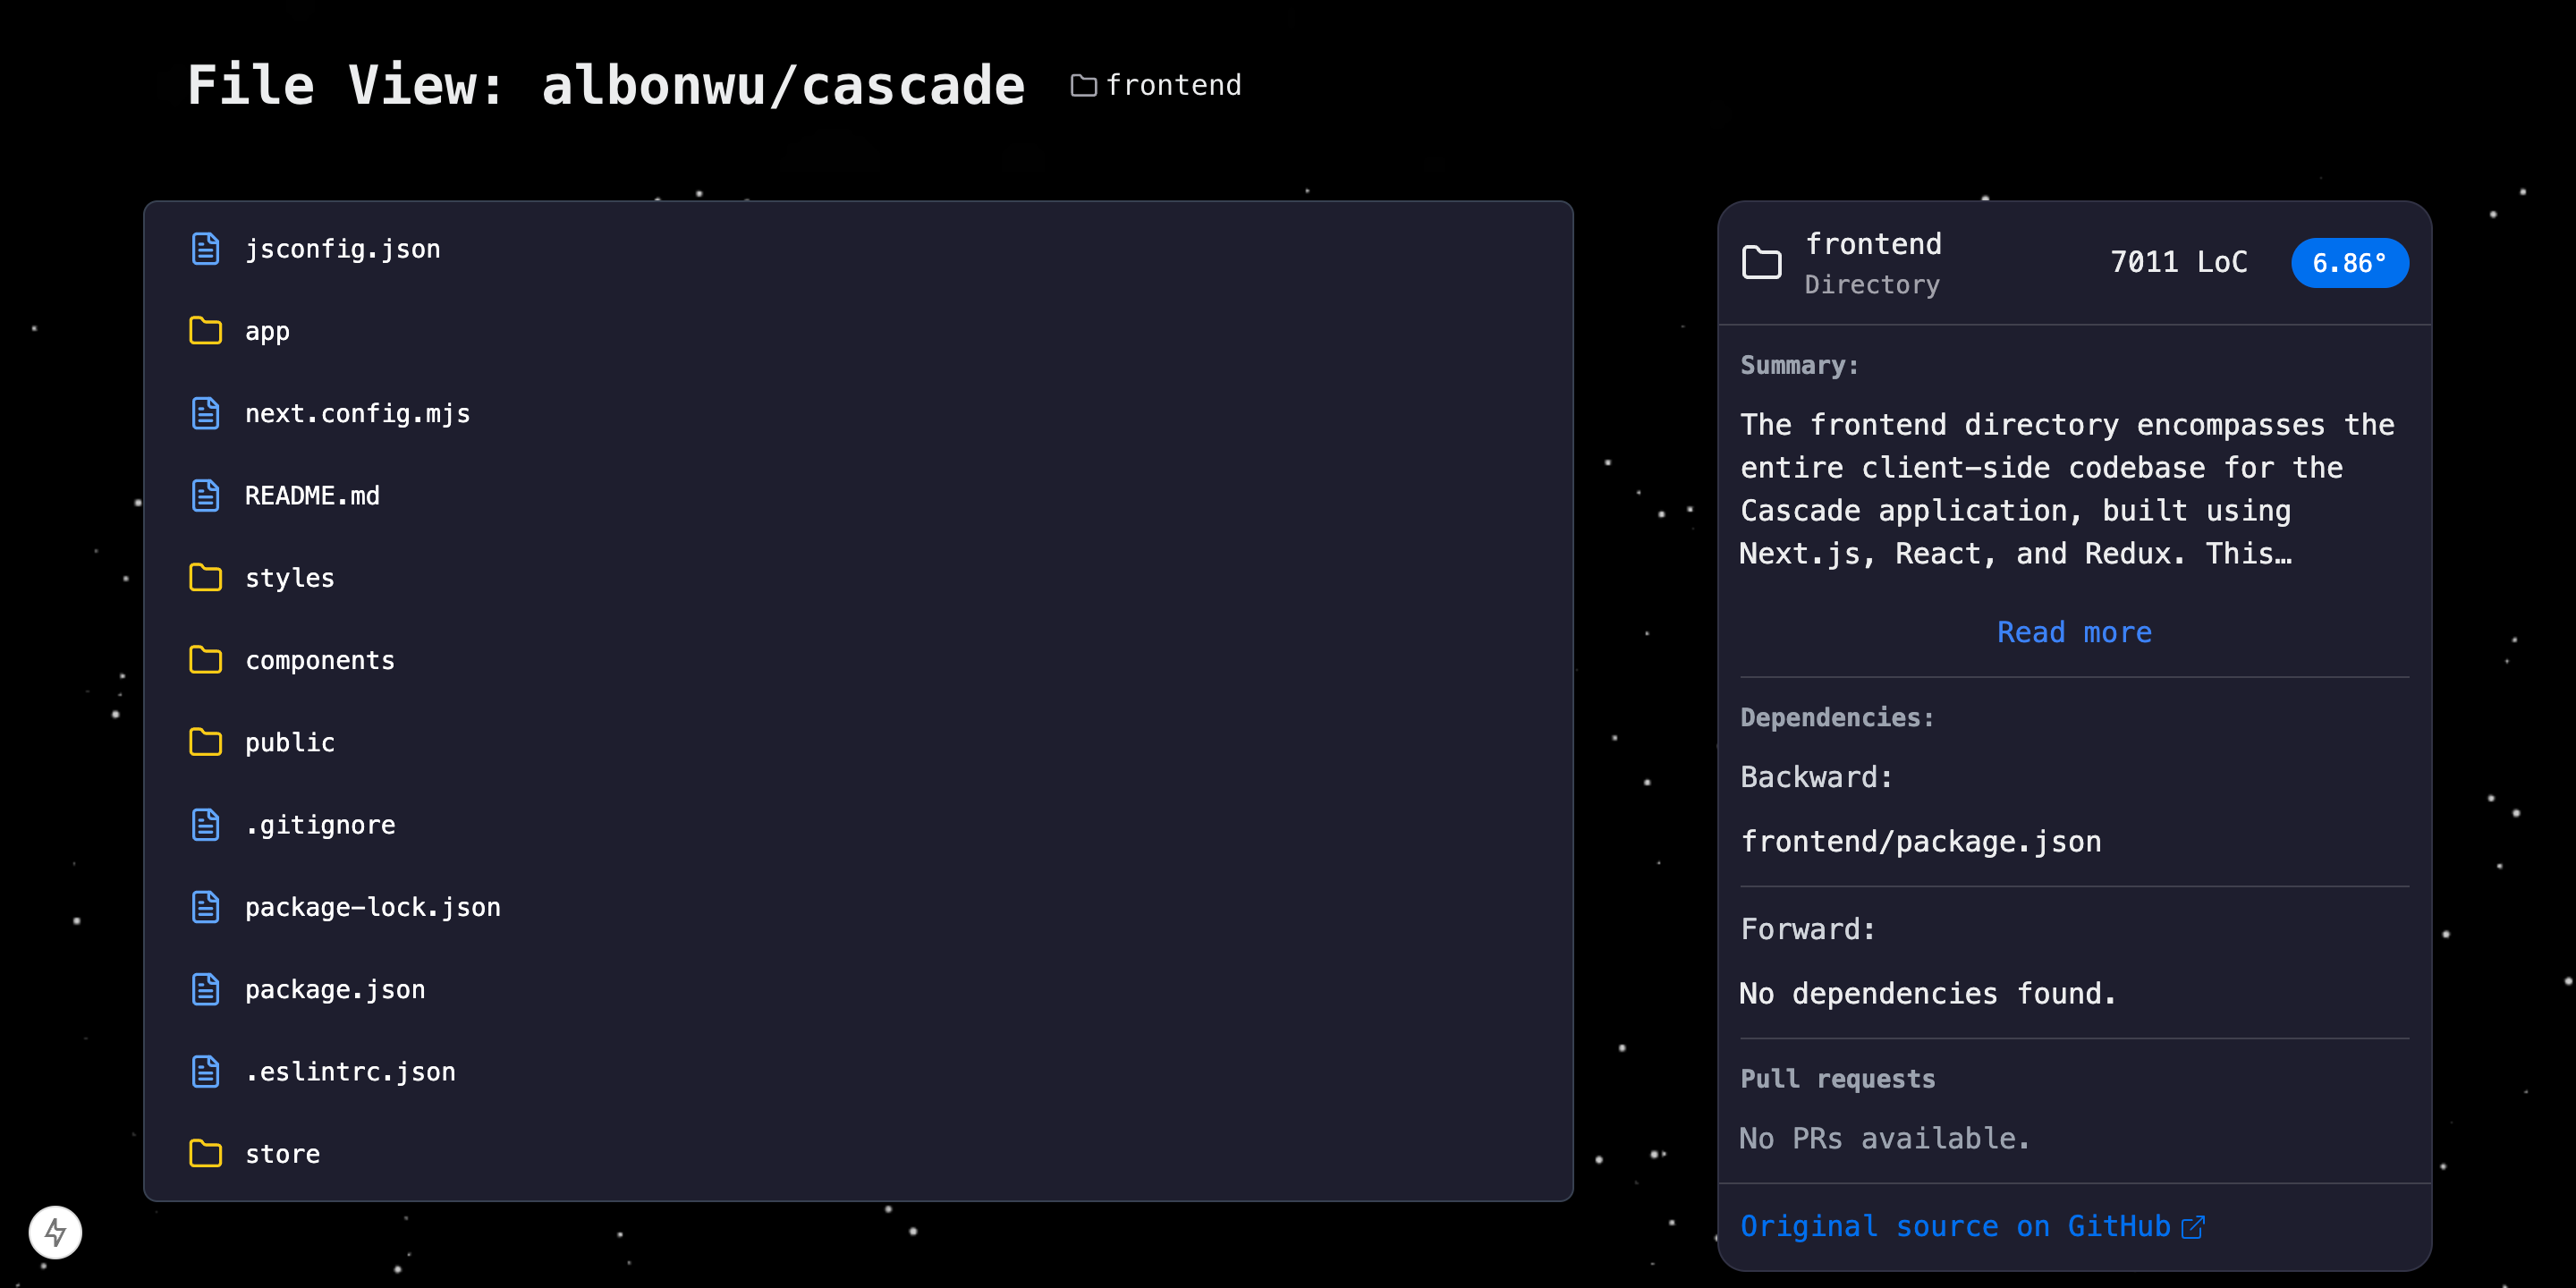 File View: albonwu/cascade frontend
jsconfig.json
app
next.config.mjs
README.md
styles
components
public
.gitignore
package-lock.json
package.json
.eslintrc.json
store
frontend
Directory
7011 LoC
6.86°
Summary:
The frontend directory encompasses the
entire client-side codebase for the
Cascade application, built using
Next.js, React, and Redux. This…
Read more
Dependencies:
Backward:
frontend/package.json
Forward:
No dependencies found.
Pull requests
No PRs available.
Original source on GitHub